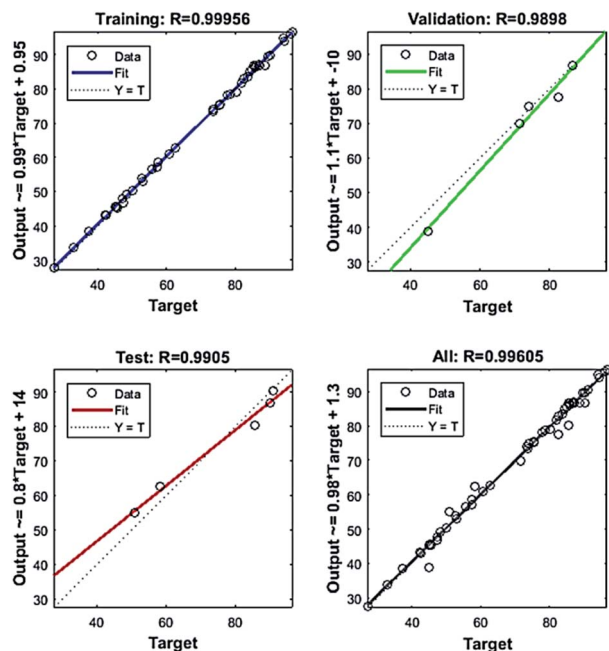 Training: R=0.99956
Output ~= 0.99*Target + 0.95
90
80
70
60
50
40
30
Data
Fit
Y = T
40
60
80
Target
Validation: R=0.9898
Output ~= 1.1*Target + -10
90
80
70
60
50
40
30
Data
Fit
Y = T
40
60
80
Target
Test: R=0.9905
Output ~= 0.8*Target + 14
90
80
70
60
50
40
30
Data
Fit
Y = T
40
60
80
Target
All: R=0.99605
Output ~= 0.98*Target + 1.3
90
80
70
60
50
40
30
Data
Fit
Y = T
40
60
80
Target